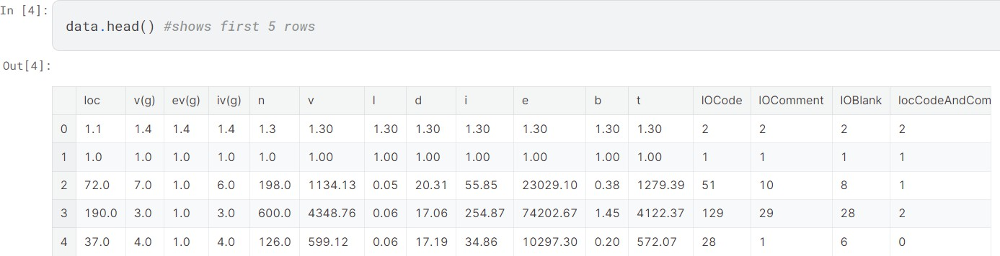 In [4]:
data.head() #shows first 5 rows
Out[4]:
loc v(g) ev(g) iv(g) n v l d i e b t lOCode lOComment lOBlank locCodeAndCom
0 1.1 1.4 1.4 1.4 1.3 1.30 1.30 1.30 1.30 1.30 1.30 1.30 2 2 2 2
1 1.0 1.0 1.0 1.0 1.0 1.00 1.00 1.00 1.00 1.00 1.00 1.00 1 1 1 1
2 72.0 7.0 1.0 6.0 198.0 1134.13 0.05 20.31 55.85 23029.10 0.38 1279.39 51 10 8 1
3 190.0 3.0 1.0 3.0 600.0 4348.76 0.06 17.06 254.87 74202.67 1.45 4122.37 129 29 28 2
4 37.0 4.0 1.0 4.0 126.0 599.12 0.06 17.19 34.86 10297.30 0.20 572.07 28 1 6 0